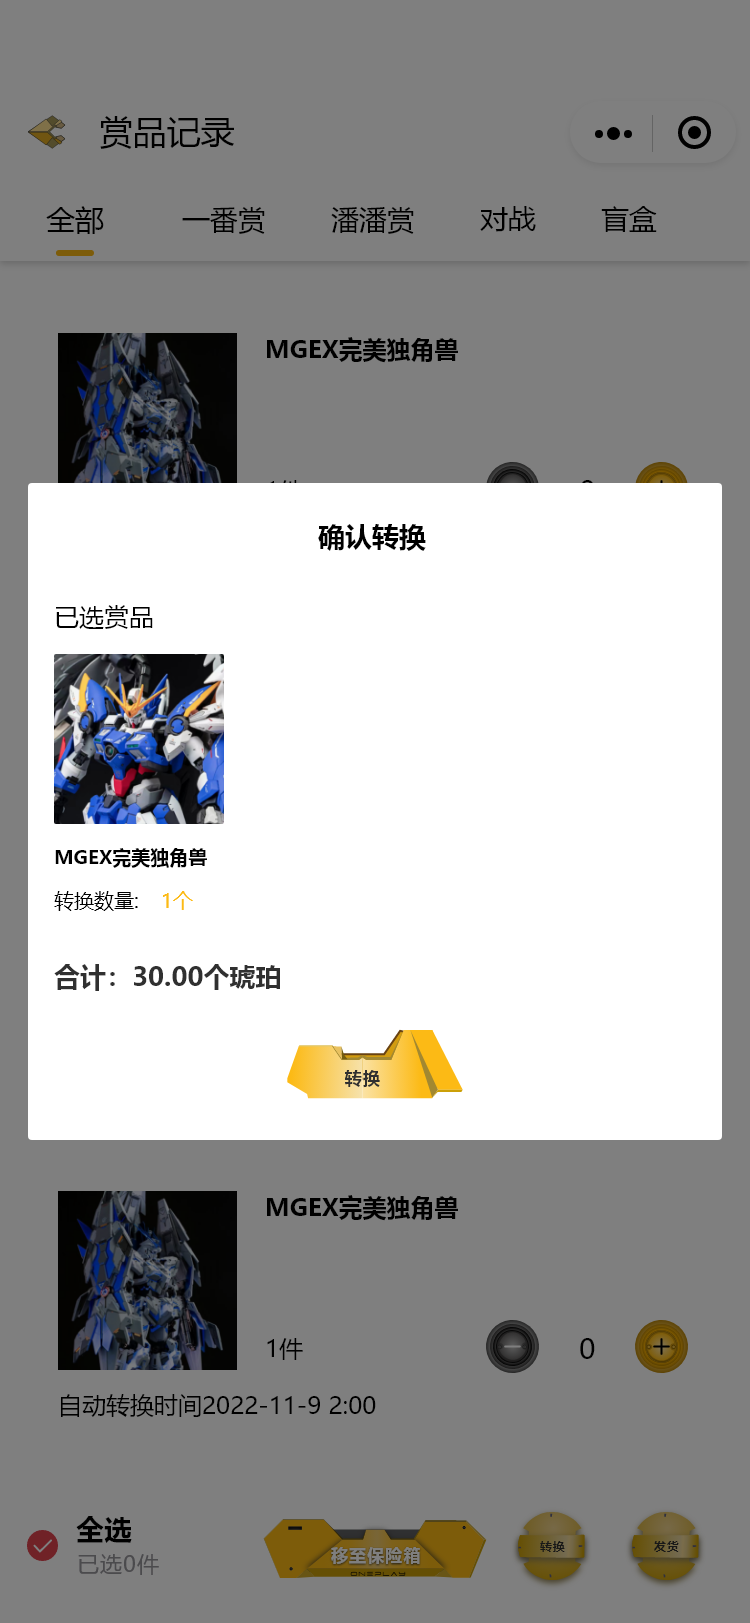 赏品记录
全部 一番赏 潘潘赏 对战 盲盒
MGEX完美独角兽
确认转换
已选赏品
MGEX完美独角兽
转换数量: 1个
合计：30.00个琥珀
转换
MGEX完美独角兽
1件 0
自动转换时间2022-11-9 2:00
全选
已选0件
移至保险箱
转换
发货